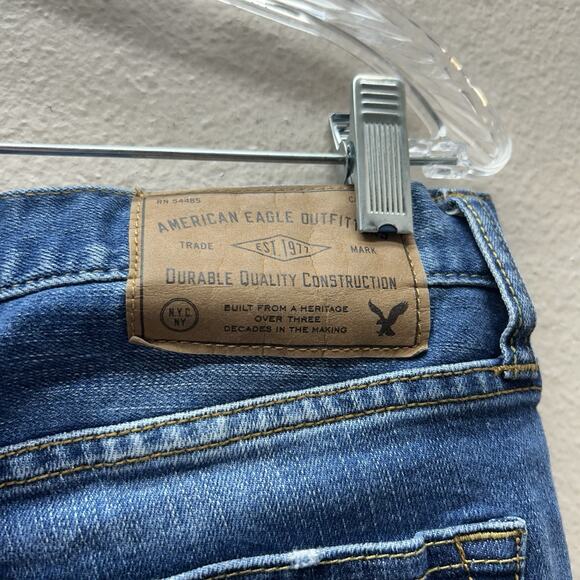 RN 54485 C
AMERICAN EAGLE OUTFITT S
TRADE EST. 1977 MARK
DURABLE QUALITY CONSTRUCTION
N.Y.C. NY
BUILT FROM A HERITAGE
OVER THREE
DECADES IN THE MAKING